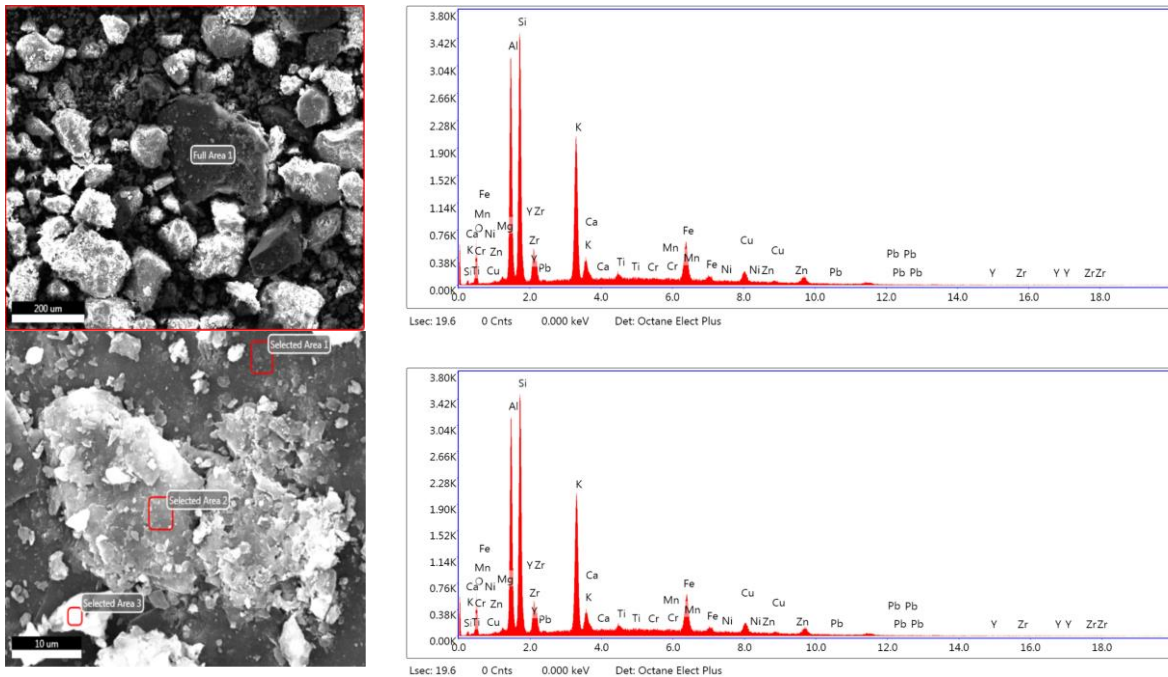 Full Area 1
200 um
3.80K
3.42K
3.04K
2.66K
2.28K
1.90K
1.52K
1.14K
0.76K
0.38K
0.00K
Si
Al
K
Fe
Mn
O
Ca Ni
Mg
K Cr Zn
Si Ti Cu
Y Zr
Zr
Y
Pb
Ca
K
Ca
Ti
Ti
Cr
Cr
Mn
Fe
Mn
Fe
Ni
Cu
Ni
Cu
Zn
Zn
Pb
Pb Pb
Pb Pb
Y
Zr
Y Y
Zr Zr
0.0 2.0 4.0 6.0 8.0 10.0 12.0 14.0 16.0 18.0
Lsec: 19.6 0 Cnts 0.000 keV Det: Octane Elect Plus
Selected Area 1
Selected Area 2
Selected Area 3
10 um
3.80K
3.42K
3.04K
2.66K
2.28K
1.90K
1.52K
1.14K
0.76K
0.38K
0.00K
Si
Al
K
Fe
Mn
O
Ca Ni
Mg
K Cr Zn
Si Ti Cu
Y Zr
Zr
Y
Pb
Ca
K
Ca
Ti
Ti
Cr
Cr
Mn
Fe
Mn
Fe
Ni
Cu
Ni
Cu
Zn
Zn
Pb
Pb Pb
Pb Pb
Y
Zr
Y Y
Zr Zr
0.0 2.0 4.0 6.0 8.0 10.0 12.0 14.0 16.0 18.0
Lsec: 19.6 0 Cnts 0.000 keV Det: Octane Elect Plus